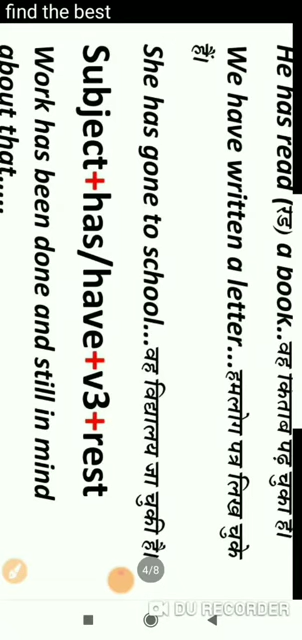 find the best
He has read (रेड) a book..वह किताब पढ़ चुका है।
We have written a letter...हमलोग पत्र लिख चुके
हैं।
She has gone to school...वह विद्यालय जा चुकी है।
Subject+has/have+v3+rest
Work has been done and still in mind
about that.....
4/8
DU RECORDER